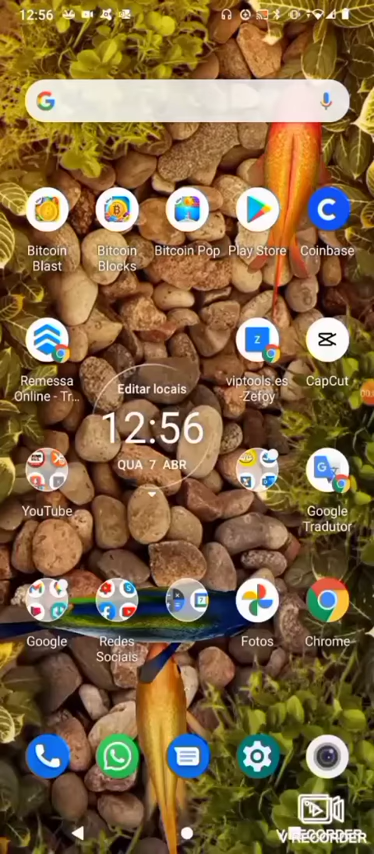 12:56
Bitcoin Blast
Bitcoin Blocks
Bitcoin Pop
Play Store
Coinbase
Remessa Online - Tr...
viptools.es -Zefoy
CapCut
Editar locais
12:56
QUA 7 ABR
YouTube
Google Tradutor
Google
Redes Sociais
Fotos
Chrome
V RECORDER